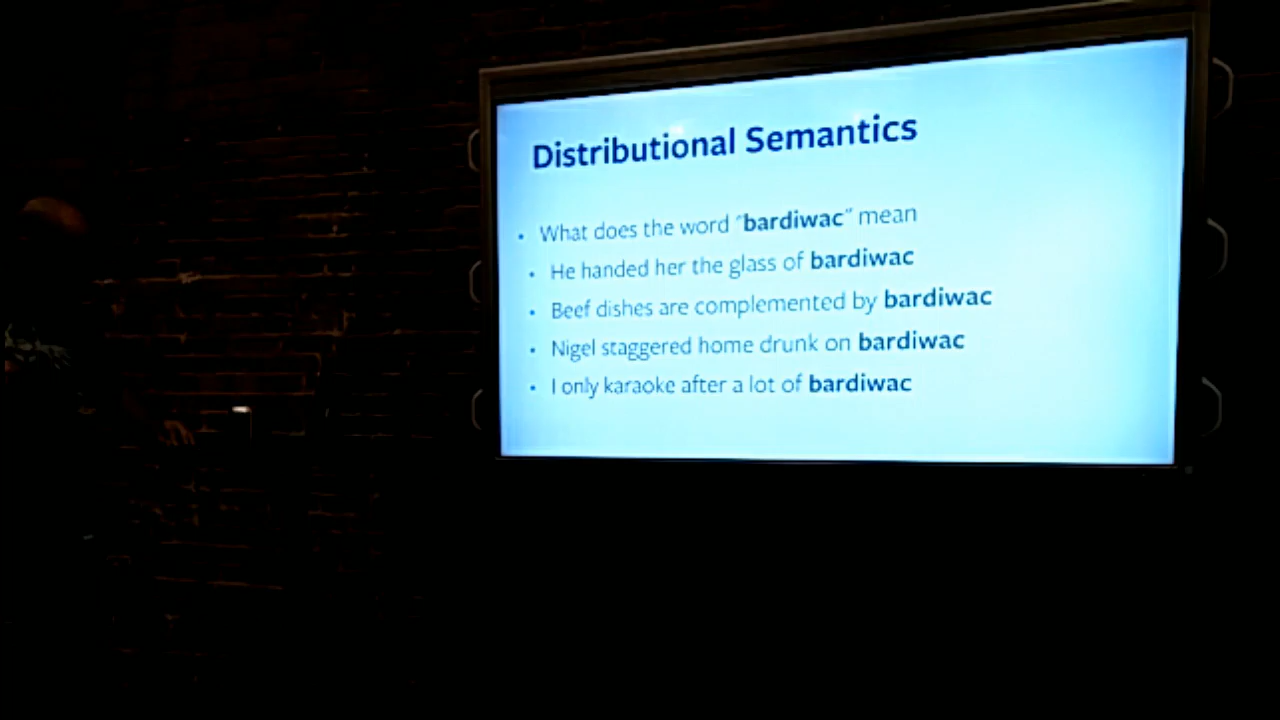 Distributional Semantics
• What does the word "bardiwac" mean
• He handed her the glass of bardiwac
• Beef dishes are complemented by bardiwac
• Nigel staggered home drunk on bardiwac
• I only karaoke after a lot of bardiwac